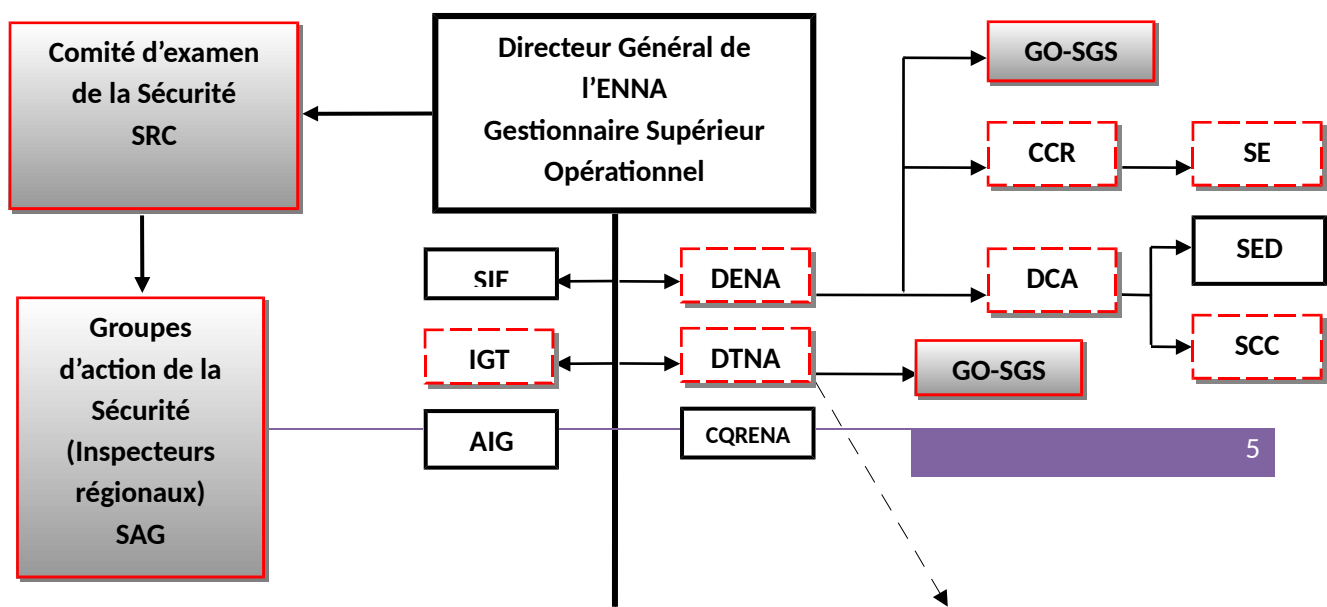 Comité d’examen
de la Sécurité
SRC
Directeur Général de
l’ENNA
Gestionnaire Supérieur
Opérationnel
GO-SGS
CCR
SE
SED
SIE
DENA
DCA
SCC
Groupes
d’action de la
Sécurité
(Inspecteurs
régionaux)
SAG
IGT
DTNA
GO-SGS
AIG
CQRENA
5